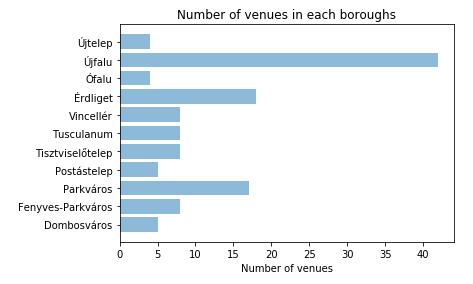 Number of venues in each boroughs
Újtelep
Újfalu
Ófalu
Érdliget
Vincellér
Tusculanum
Tisztviselőtelep
Postástelep
Parkváros
Fenyves-Parkváros
Dombosváros
0 5 10 15 20 25 30 35 40
Number of venues